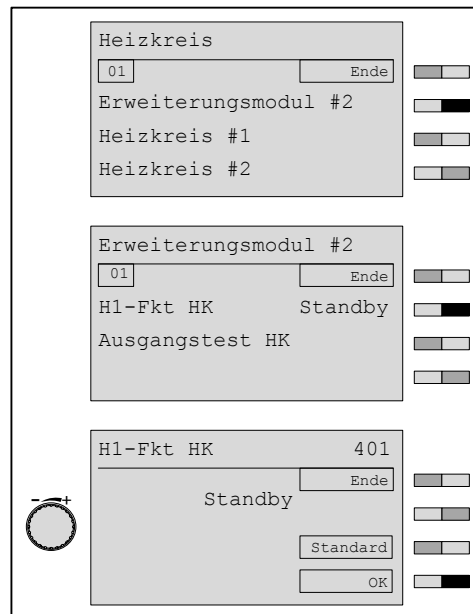 Heizkreis
01 Ende
Erweiterungsmodul #2
Heizkreis #1
Heizkreis #2
Erweiterungsmodul #2
01 Ende
H1-Fkt HK Standby
Ausgangstest HK
H1-Fkt HK 401
Ende
Standby
- +
Standard
OK